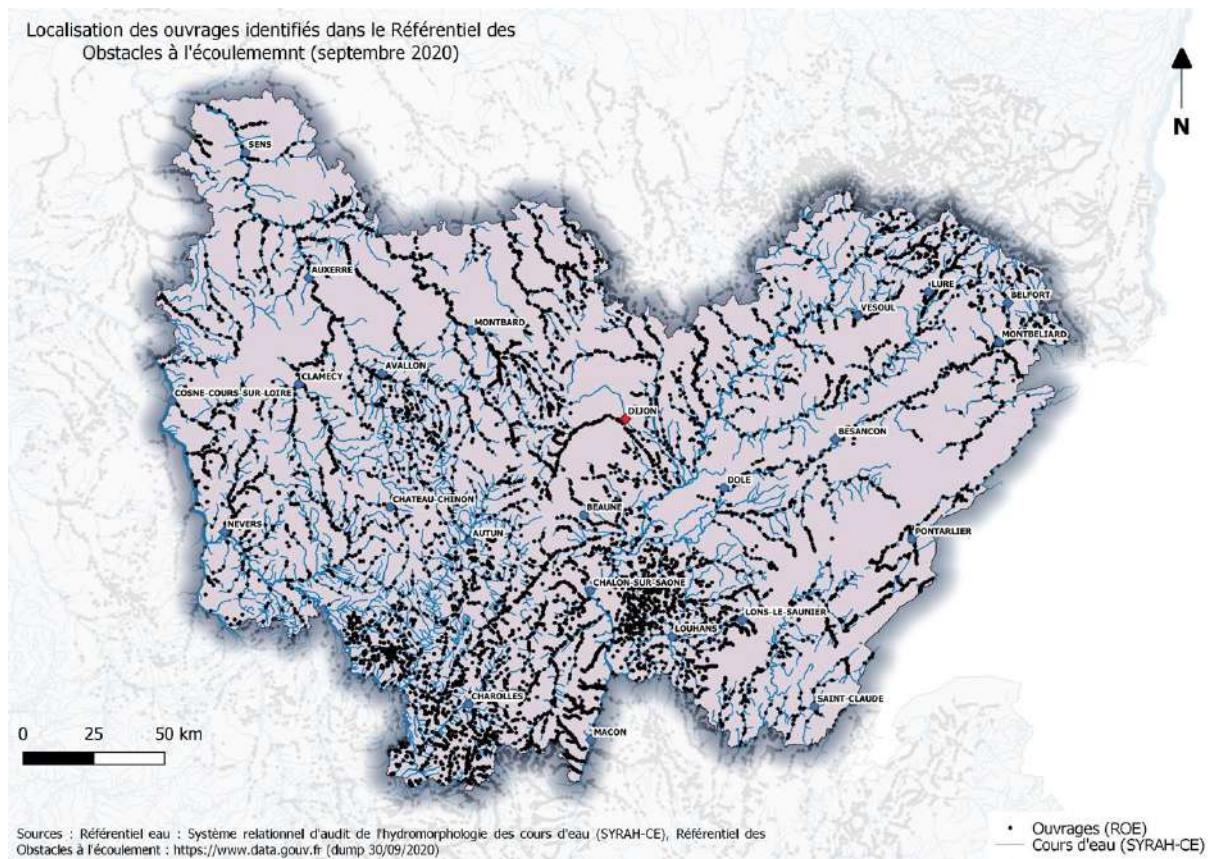 Localisation des ouvrages identifiés dans le Référentiel des
Obstacles à l'écoulememnt (septembre 2020)
N
SENS
AUXERRE
LURE
BELFORT
VESOUL
MONTBARD
MONTBELIARD
AVALLON
CLAMECY
COSNE-COURS-SUR-LOIRE
DIJON
BESANCON
DOLE
CHATEAU-CHINON
BEAUNE
NEVERS
AUTUN
PONTARLIER
CHALON-SUR-SAONE
LONS-LE-SAUNIER
LOUHANS
CHAROLLES
SAINT-CLAUDE
MACON
0 25 50 km
Sources : Référentiel eau : Système relationnel d'audit de l'hydromorphologie des cours d'eau (SYRAH-CE), Référentiel des
Obstacles à l'écoulement : https://www.data.gouv.fr (dump 30/09/2020)
Ouvrages (ROE)
Cours d'eau (SYRAH-CE)